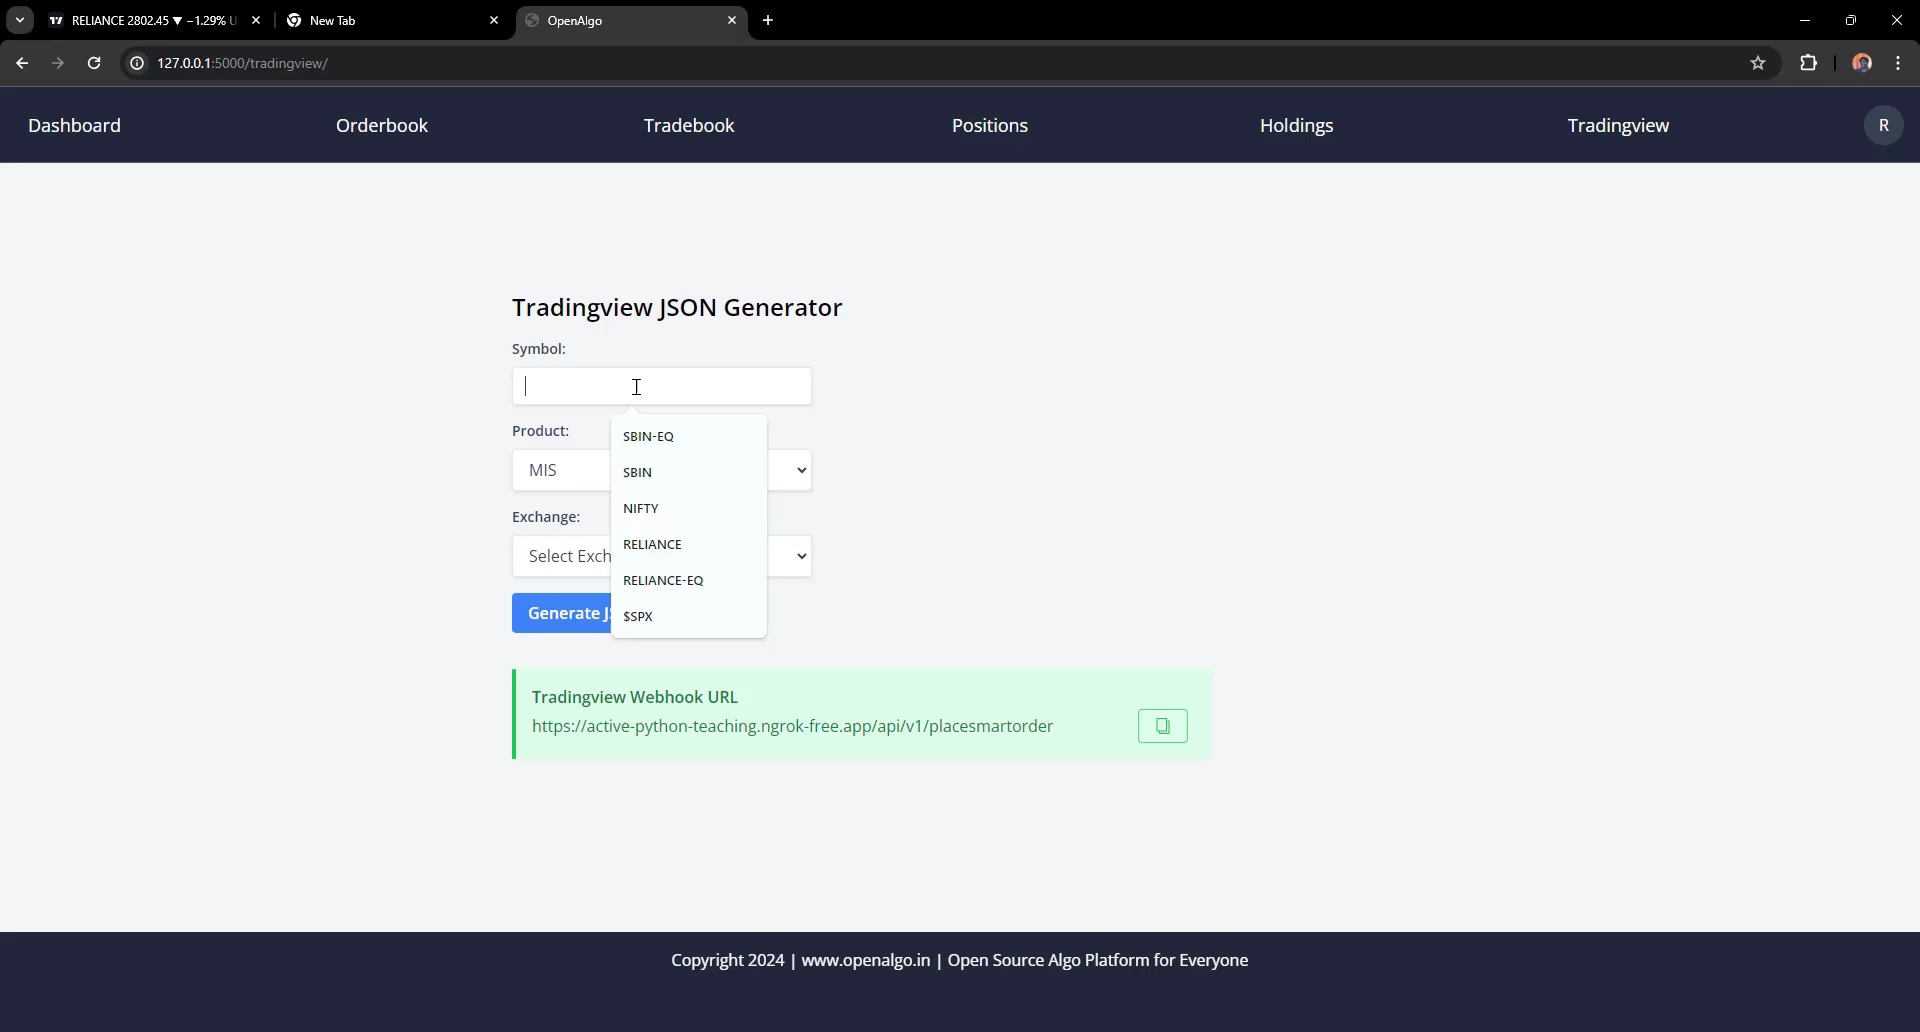 RELIANCE 2802.45 ▼ −1.29% U
New Tab
OpenAlgo
127.0.0.1:5000/tradingview/
Dashboard
Orderbook
Tradebook
Positions
Holdings
Tradingview
R
Tradingview JSON Generator
Symbol:
SBIN-EQ
SBIN
NIFTY
RELIANCE
RELIANCE-EQ
$SPX
Product:
MIS
Exchange:
Select Exch
Generate JS
Tradingview Webhook URL
https://active-python-teaching.ngrok-free.app/api/v1/placesmartorder
Copyright 2024 | www.openalgo.in | Open Source Algo Platform for Everyone